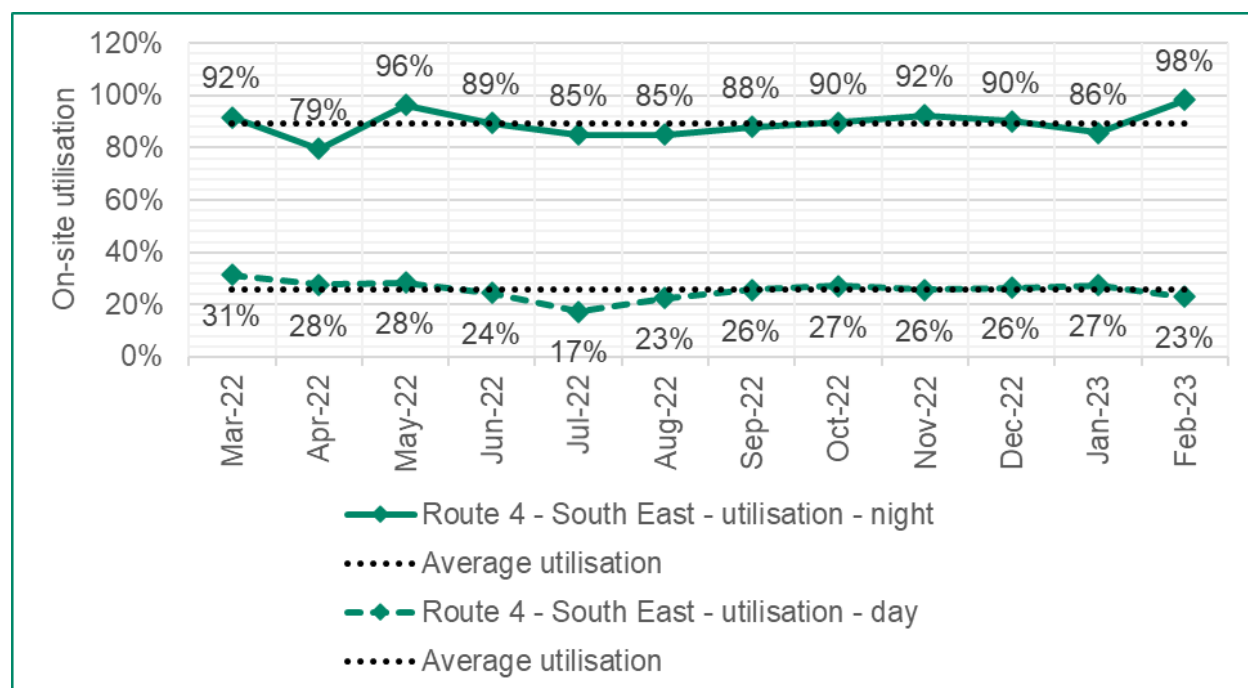 120%
100%
80%
60%
40%
20%
0%
On-site utilisation
92%
79%
96%
89%
85%
85%
88%
90%
92%
90%
86%
98%
31%
28%
28%
24%
17%
23%
26%
27%
26%
26%
27%
23%
Mar-22
Apr-22
May-22
Jun-22
Jul-22
Aug-22
Sep-22
Oct-22
Nov-22
Dec-22
Jan-23
Feb-23
Route 4 - South East - utilisation - night
Average utilisation
Route 4 - South East - utilisation - day
Average utilisation